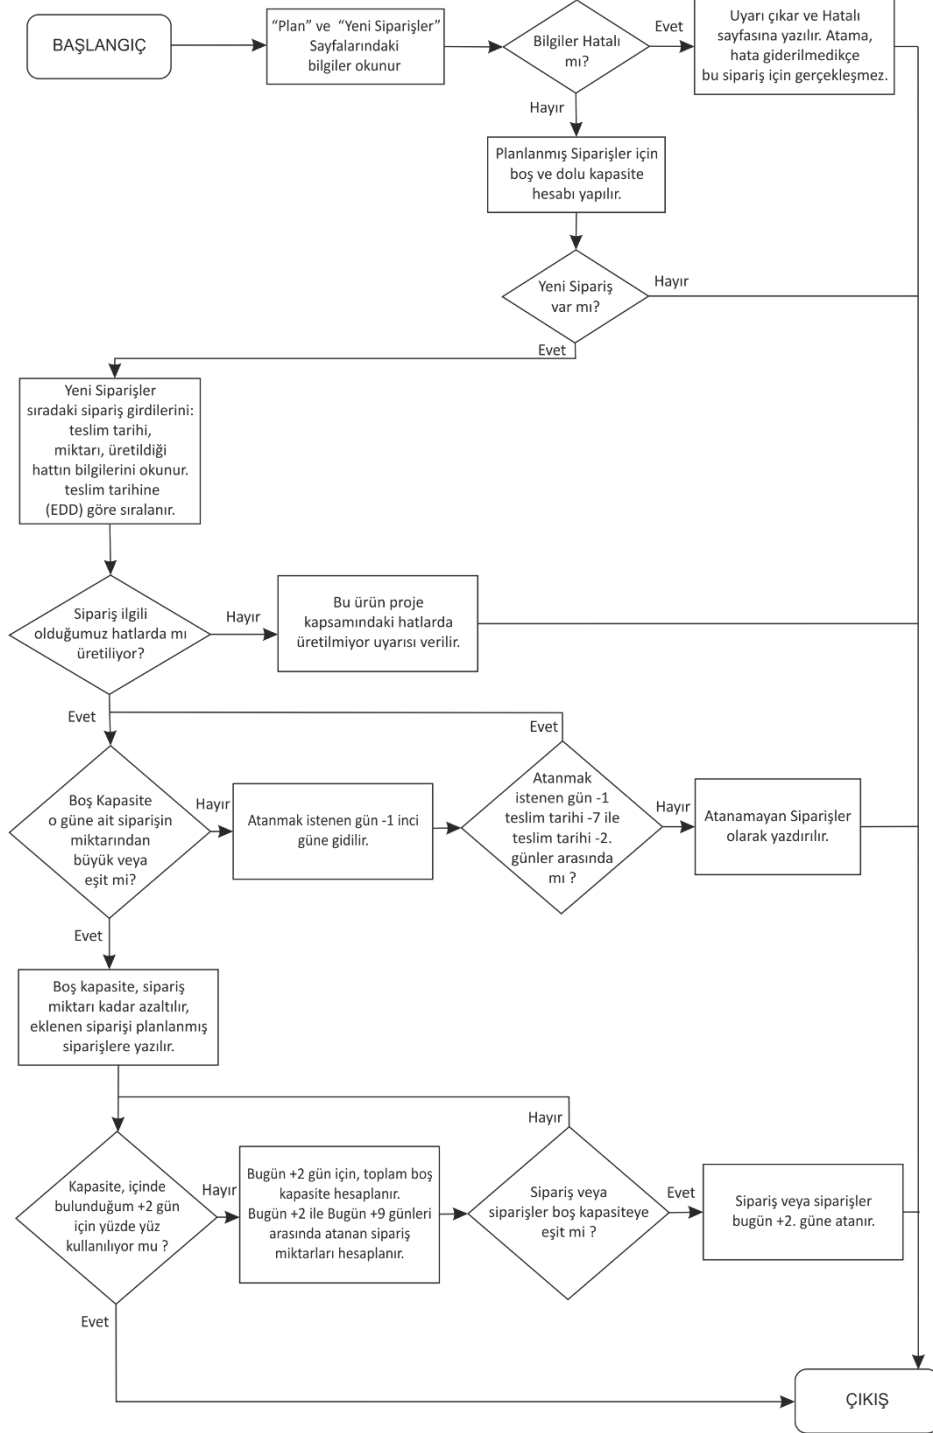 BAŞLANGIÇ
“Plan” ve “Yeni Siparişler”
Sayfalarındaki
bilgiler okunur
Bilgiler Hatalı
mı?
Evet
Uyarı çıkar ve Hatalı
sayfasına yazılır. Atama,
hata giderilmedikçe
bu sipariş için gerçekleşmez.
Hayır
Planlanmış Siparişler için
boş ve dolu kapasite
hesabı yapılır.
Yeni Sipariş
var mı?
Hayır
Evet
Yeni Siparişler
sıradaki sipariş girdilerini:
teslim tarihi,
miktarı, üretildiği
hattın bilgilerini okunur.
teslim tarihine
(EDD) göre sıralanır.
Sipariş ilgili
olduğumuz hatlarda mı
üretiliyor?
Hayır
Bu ürün proje
kapsamındaki hatlarda
üretilmiyor uyarısı verilir.
Evet
Boş Kapasite
o güne ait siparişin
miktarından
büyük veya
eşit mi?
Hayır
Atanmak istenen gün -1 inci
güne gidilir.
Evet
Atanmak
istenen gün -1
teslim tarihi -7 ile
teslim tarihi -2.
günler arasında
mı ?
Hayır
Atanamayan Siparişler
olarak yazdırılır.
Evet
Boş kapasite, sipariş
miktarı kadar azaltılır,
eklenen siparişi planlanmış
siparişlere yazılır.
Kapasite, içinde
bulunduğum +2 gün
için yüzde yüz
kullanılıyor mu ?
Hayır
Bugün +2 gün için, toplam boş
kapasite hesaplanır.
Bugün +2 ile Bugün +9 günleri
arasında atanan sipariş
miktarları hesaplanır.
Hayır
Sipariş veya
siparişler boş kapasiteye
eşit mi ?
Evet
Sipariş veya siparişler
bugün +2. güne atanır.
Evet
ÇIKIŞ